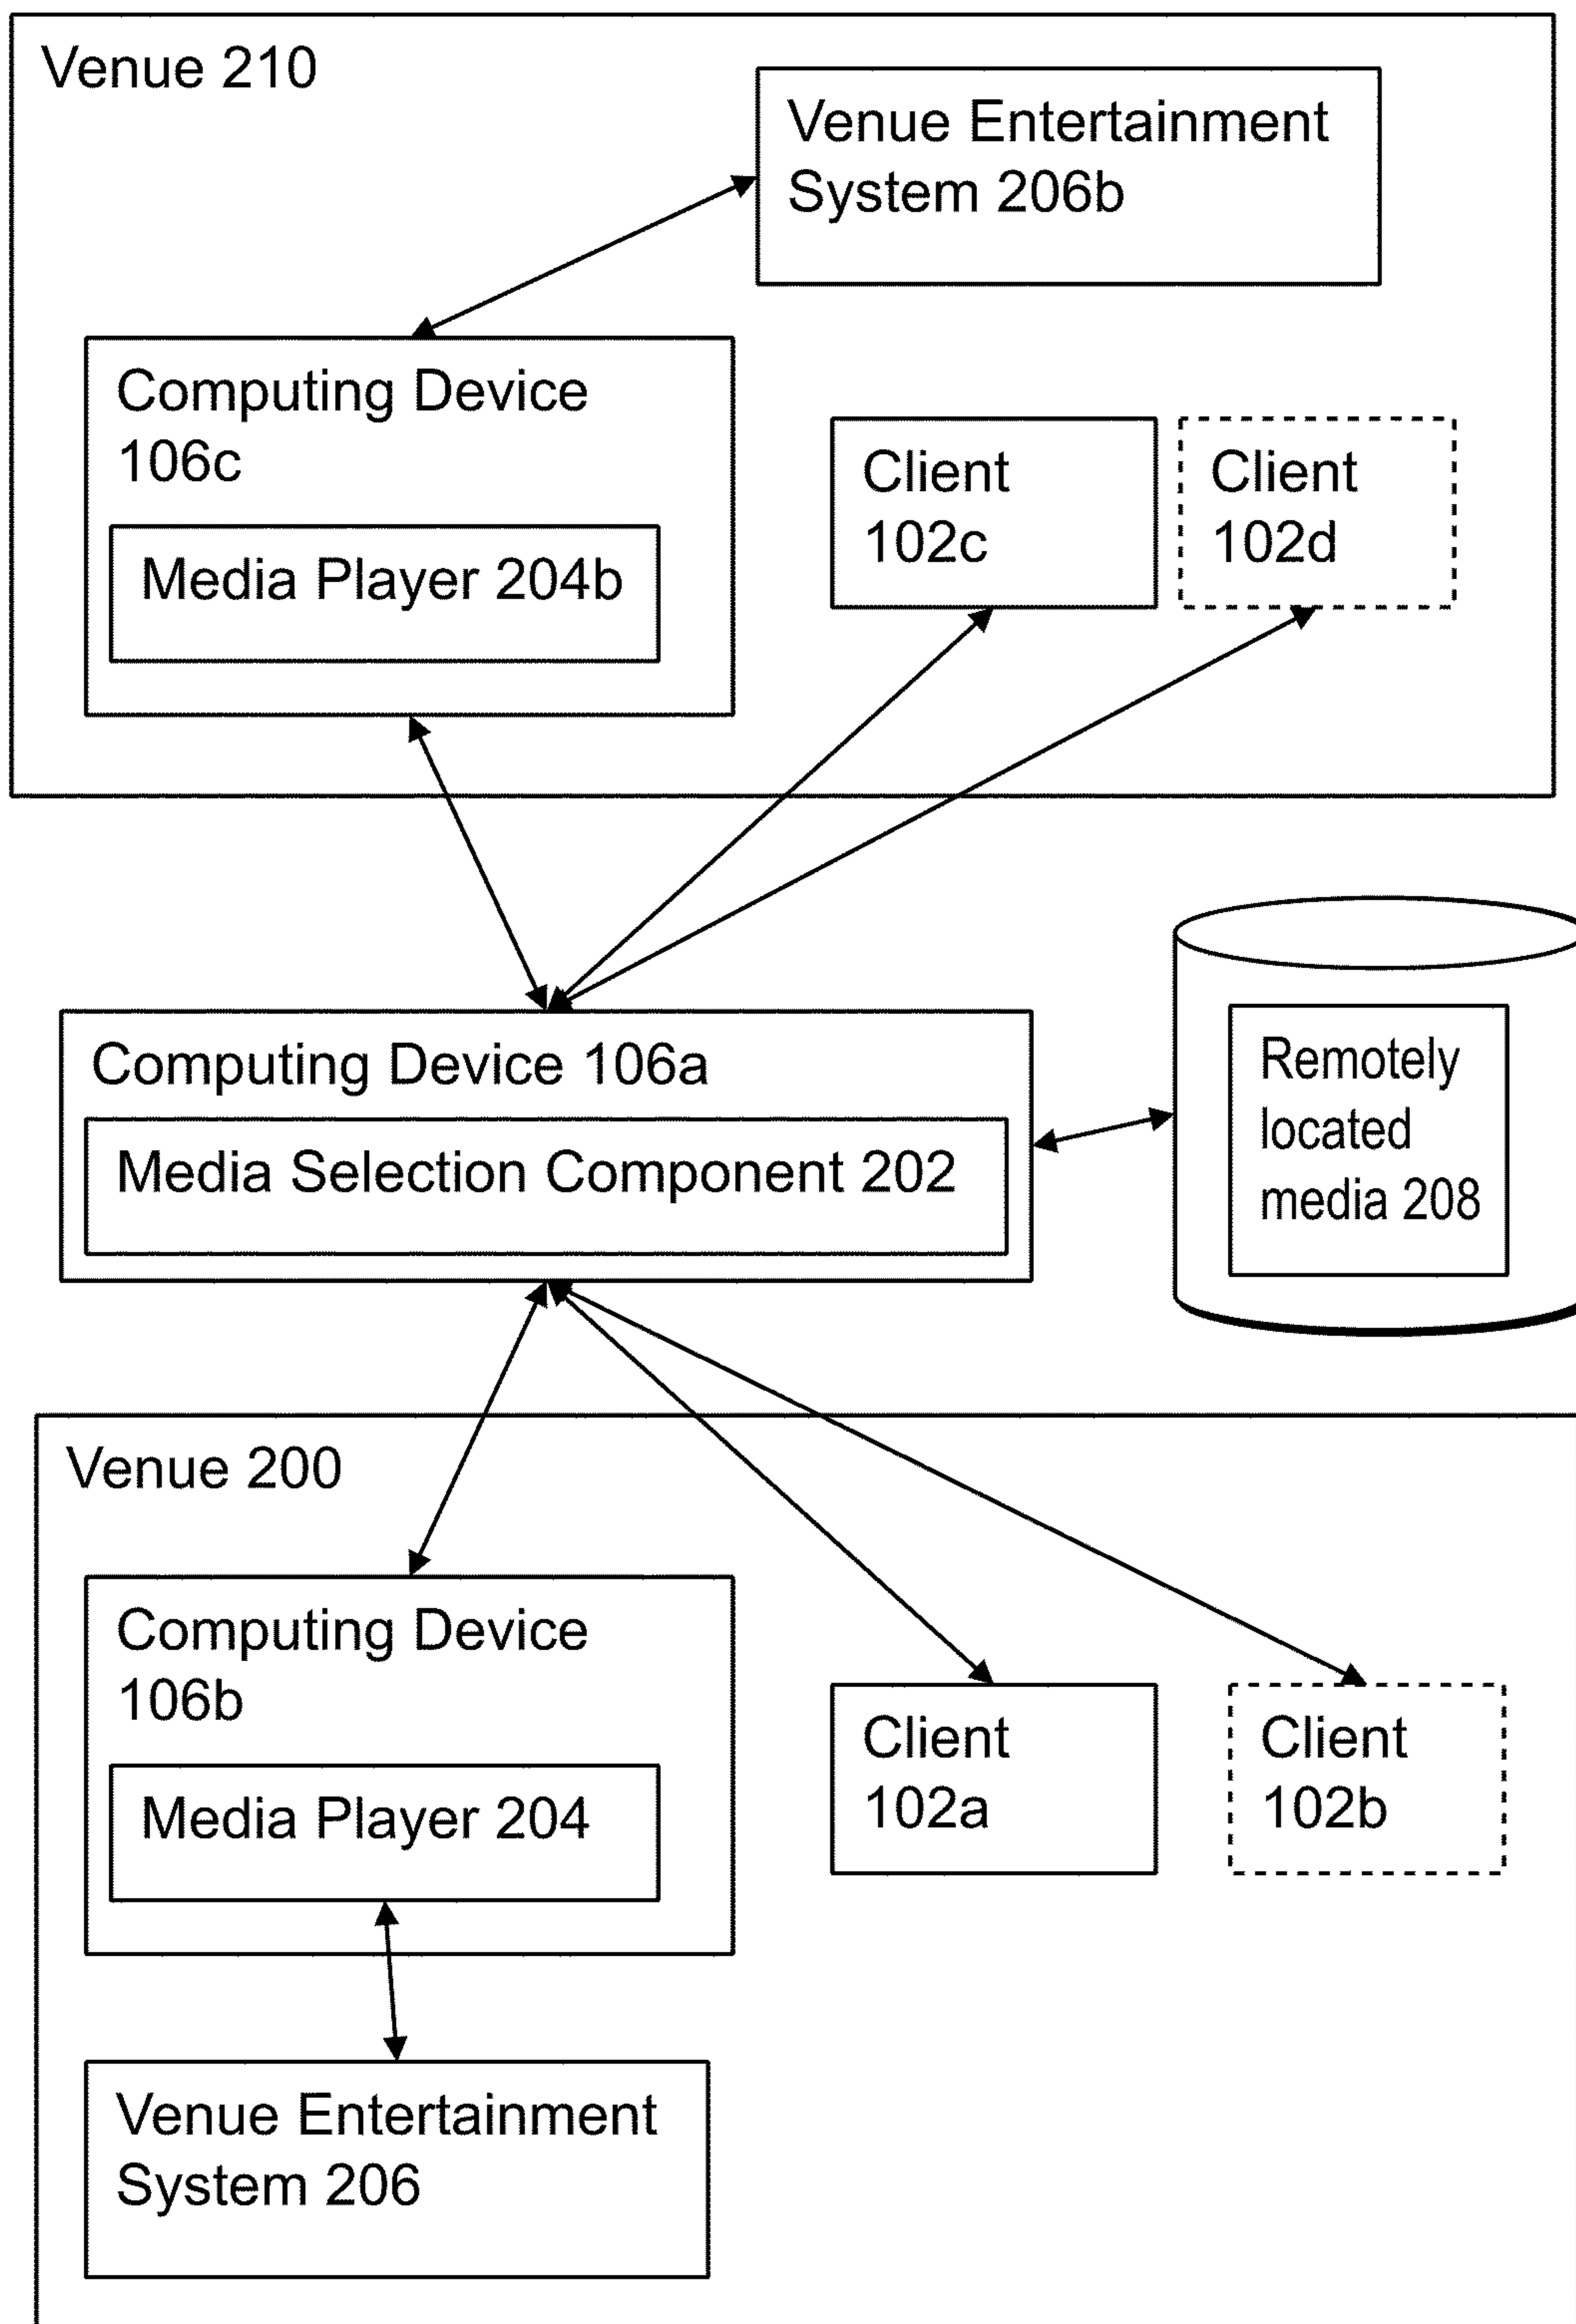 Venue 210
Venue Entertainment
System 206b
Computing Device
106c
Media Player 204b
Client
102c
Client
102d
Computing Device 106a
Media Selection Component 202
Remotely
located
media 208
Venue 200
Computing Device
106b
Media Player 204
Client
102a
Client
102b
Venue Entertainment
System 206